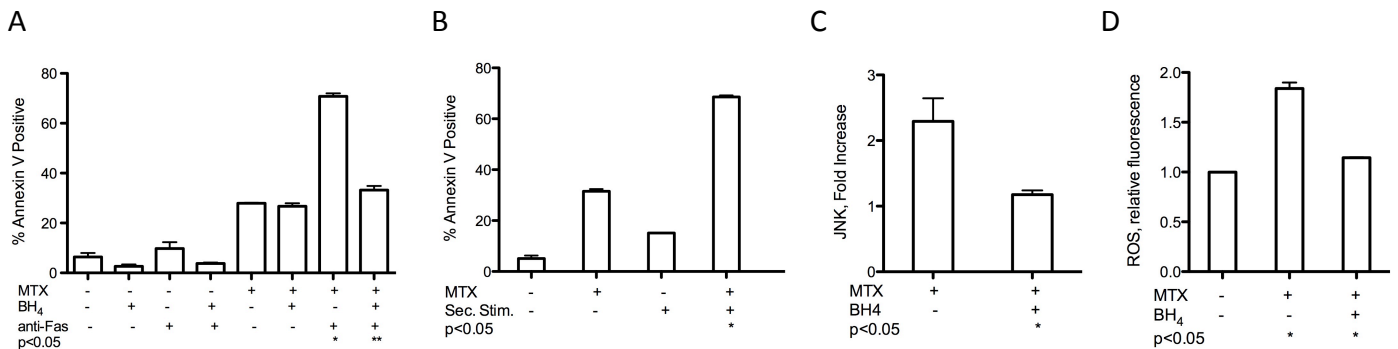 A
% Annexin V Positive
80
60
40
20
0
MTX - - - - + + + +
BH4 - + - + - + - +
anti-Fas - - + + - - + +
p<0.05 * **
B
% Annexin V Positive
80
60
40
20
0
MTX - + - +
Sec. Stim. - - + +
p<0.05 *
C
JNK, Fold Increase
3
2
1
0
MTX + +
BH4 - +
p<0.05 *
D
ROS, relative fluorescence
2.0
1.5
1.0
0.5
0.0
MTX - + +
BH4 - - +
p<0.05 * *